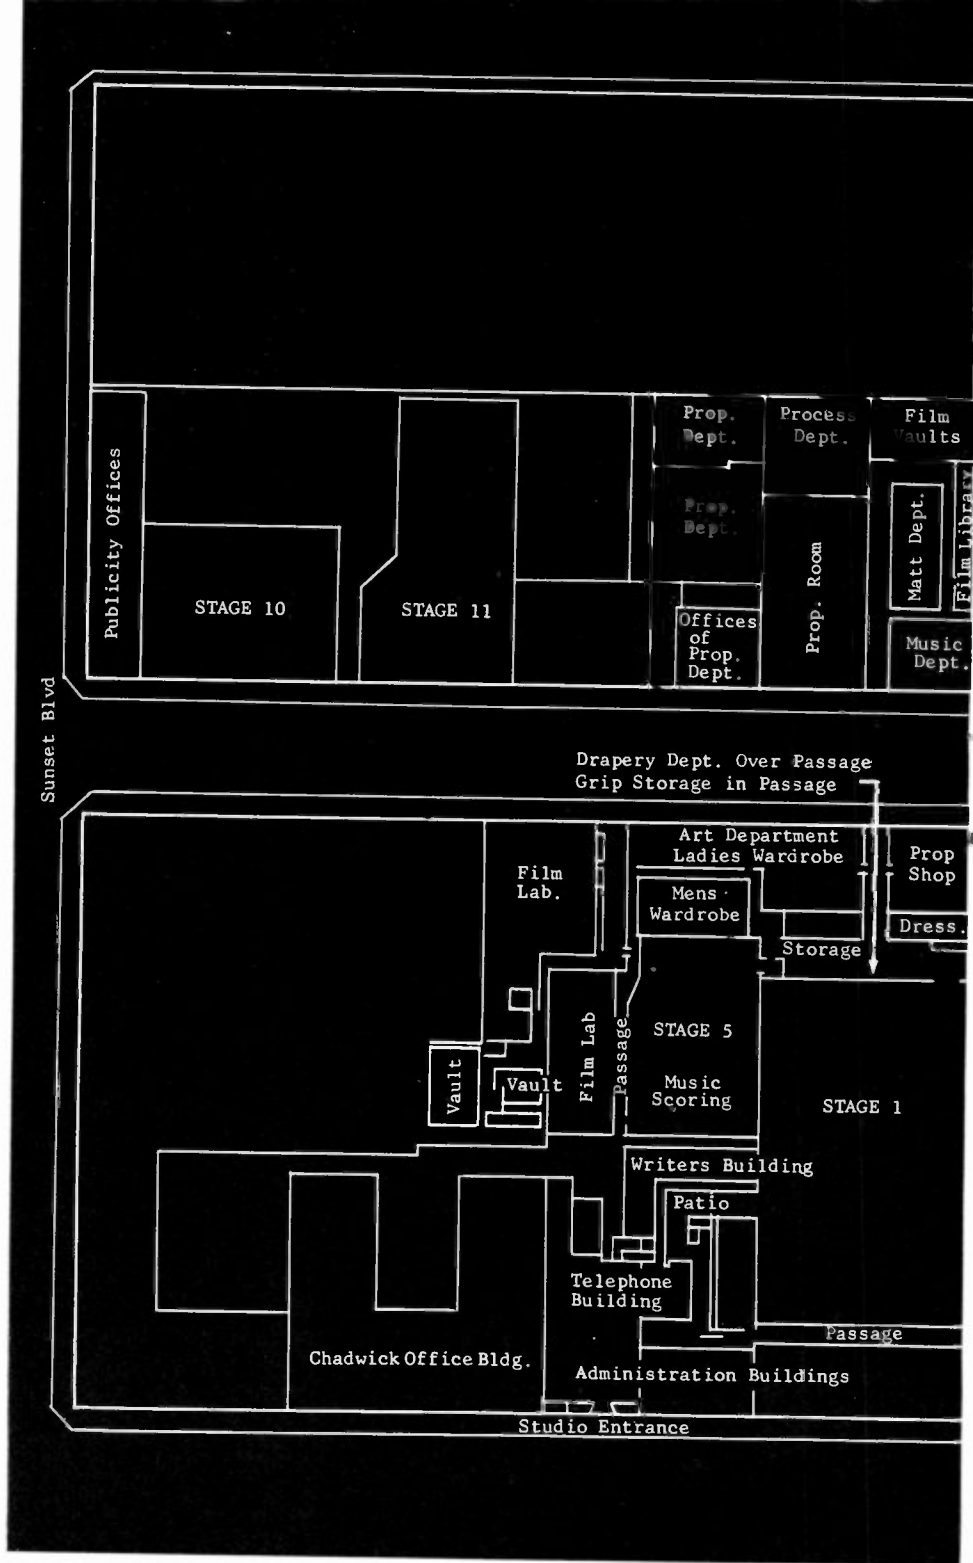 Prop.
Dept.
Process
Dept.
Film
Vaults
Publicity Offices
Prop.
Dept.
Matt Dept.
Film Library
STAGE 10
STAGE 11
Prop. Room
Offices
of
Prop.
Dept.
Music
Dept.
Sunset Blvd
Drapery Dept. Over Passage
Grip Storage in Passage
Art Department
Ladies Wardrobe
Prop
Shop
Film
Lab.
Mens
Wardrobe
Dress.
Storage
Film Lab
Passage
STAGE 5
Music
Scoring
Vault
Vault
STAGE 1
Writers Building
Patio
Telephone
Building
Passage
Chadwick Office Bldg.
Administration Buildings
Studio Entrance